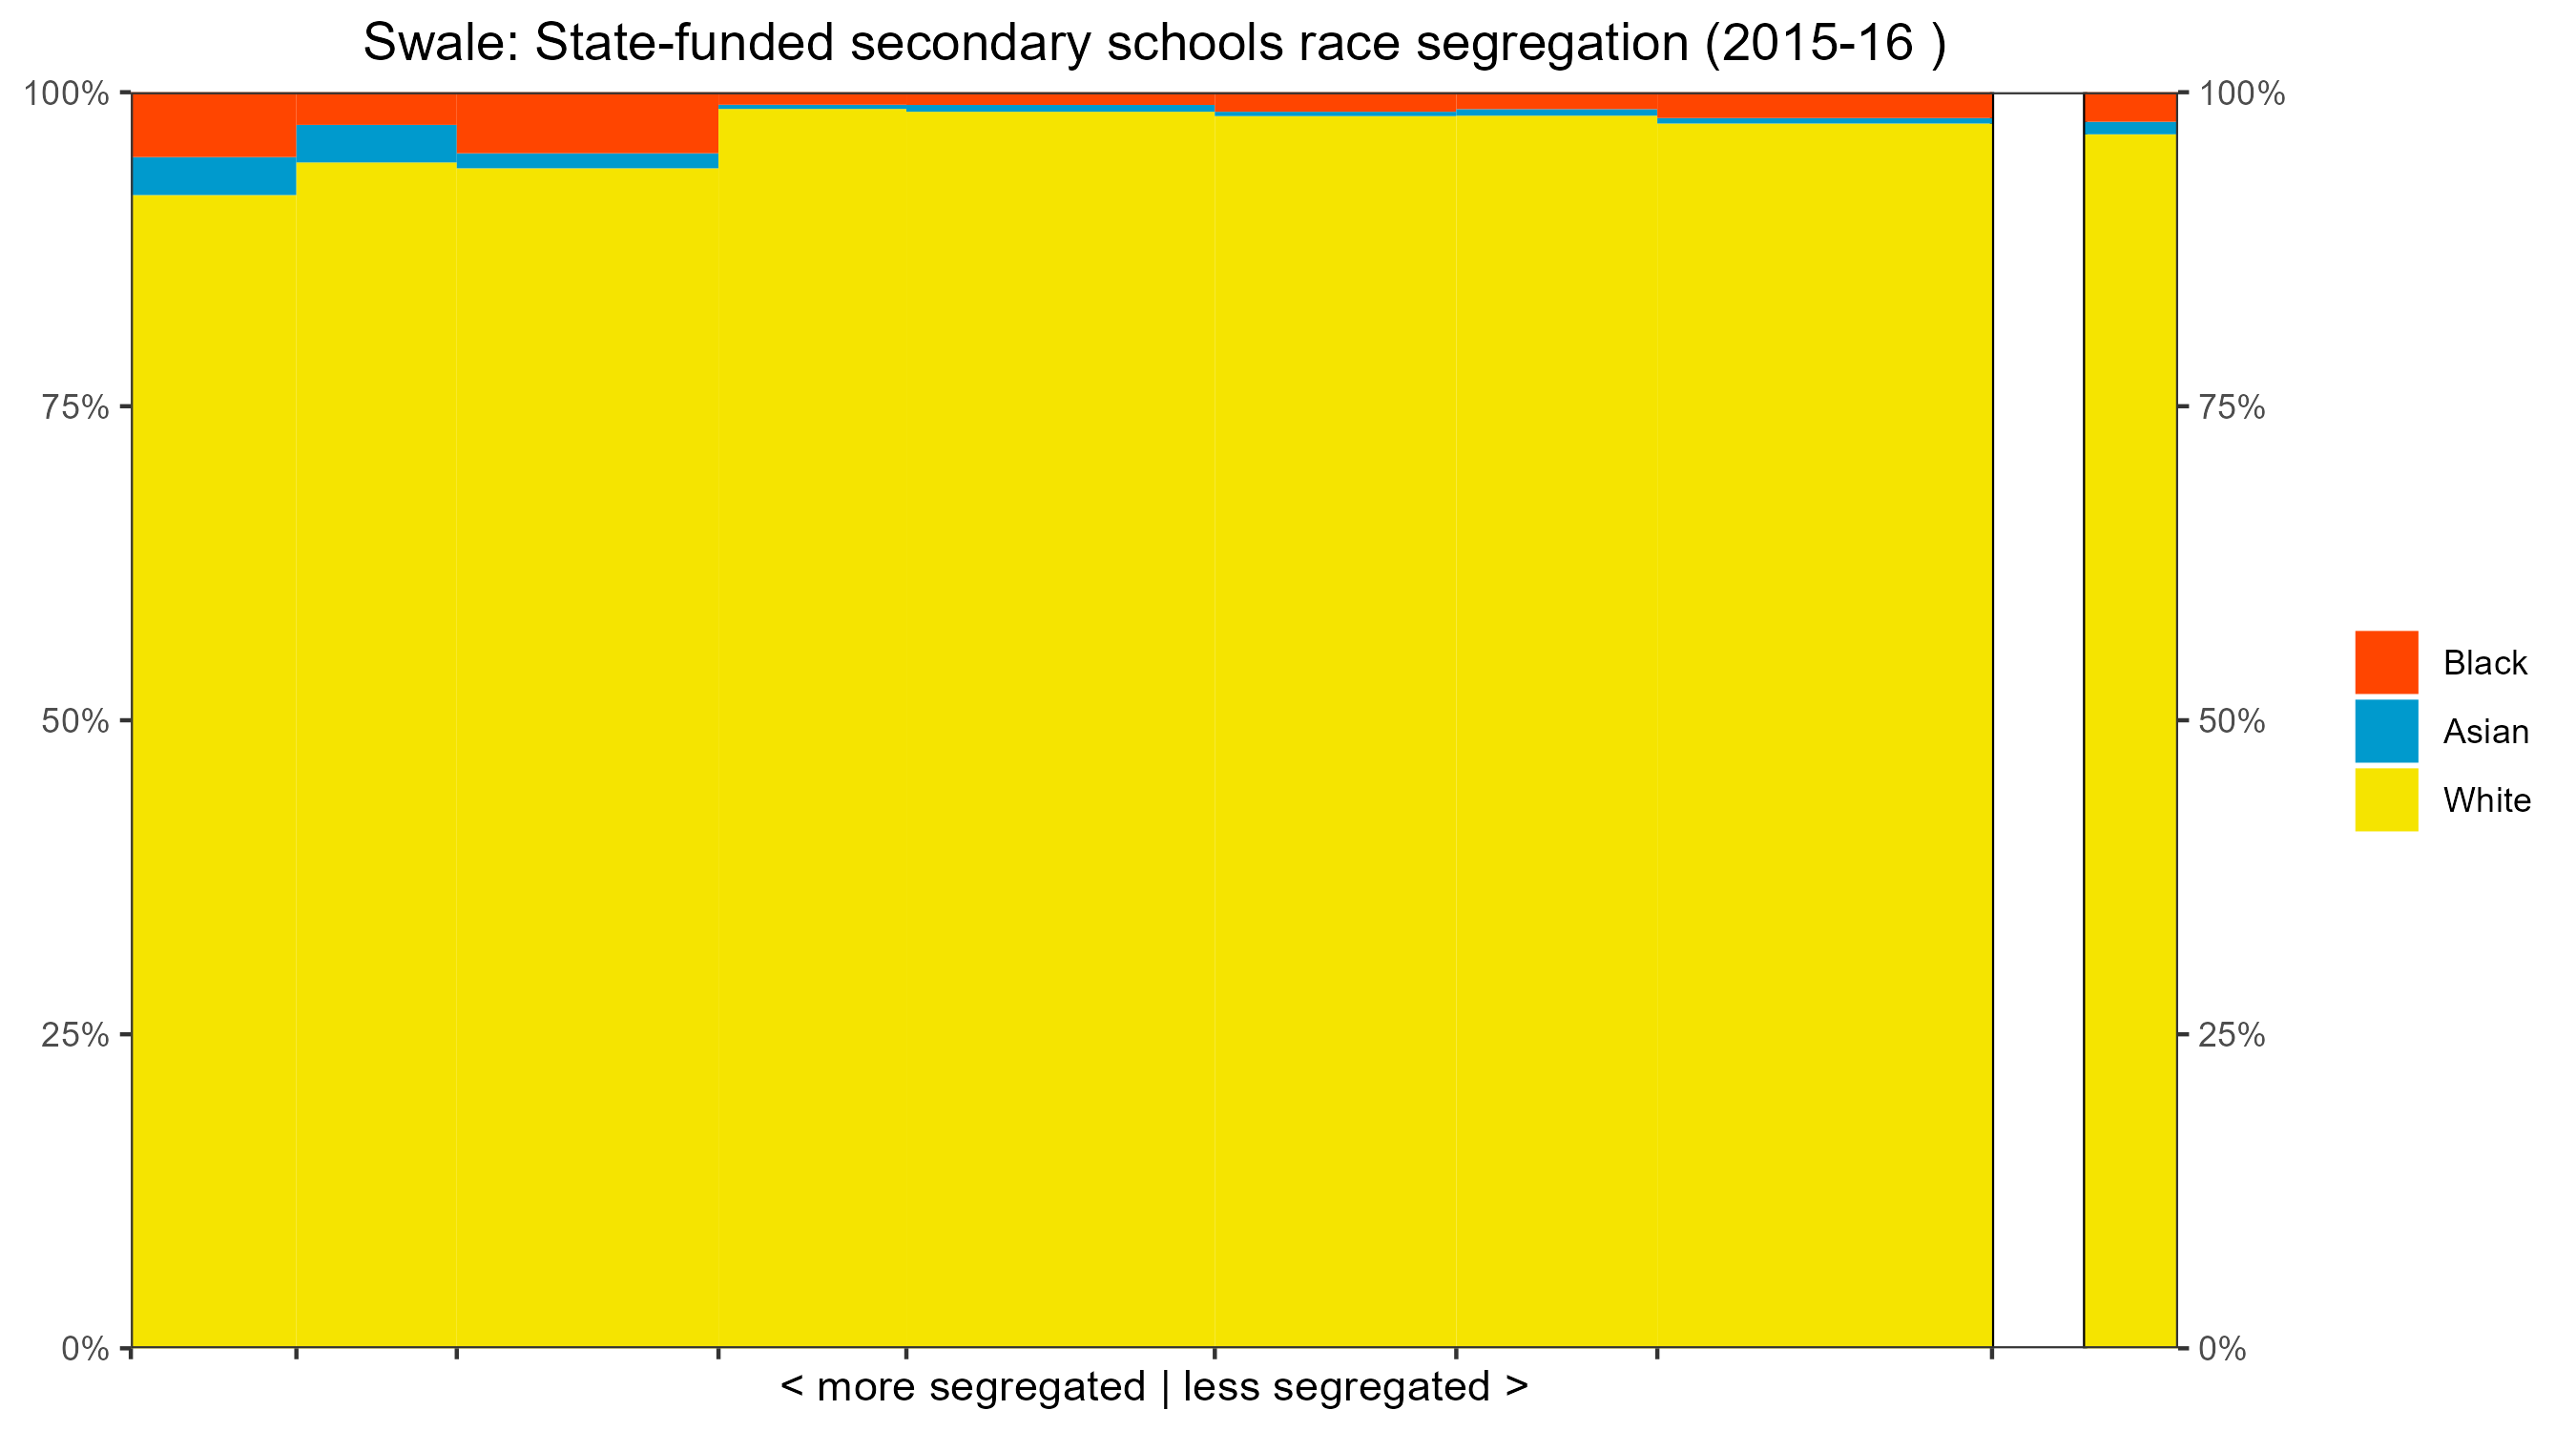 Swale: State-funded secondary schools race segregation (2015-16 )
100%
75%
50%
25%
0%
100%
75%
50%
25%
0%
Black
Asian
White
< more segregated | less segregated >